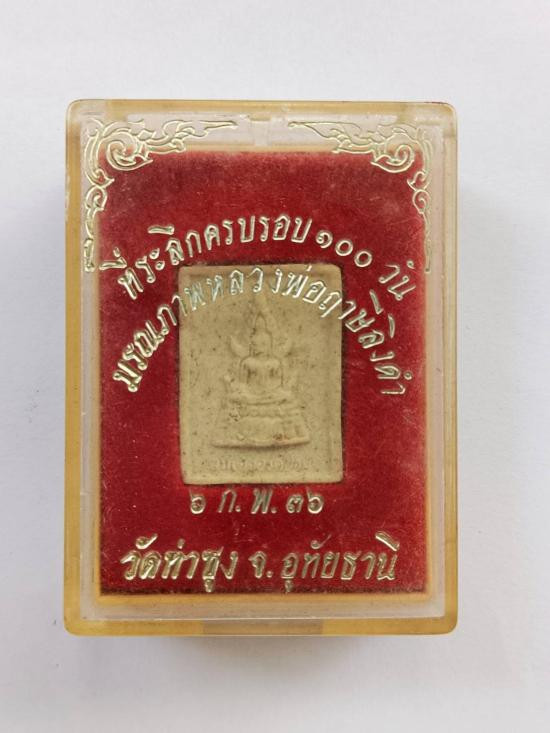 ที่ระลึกครบรอบ ๑๐๐ วัน
มรณภาพหลวงพ่อฤาษีลิงดำ
๖ ก.พ. ๓๖
วัดท่าซุง จ.อุทัยธานี